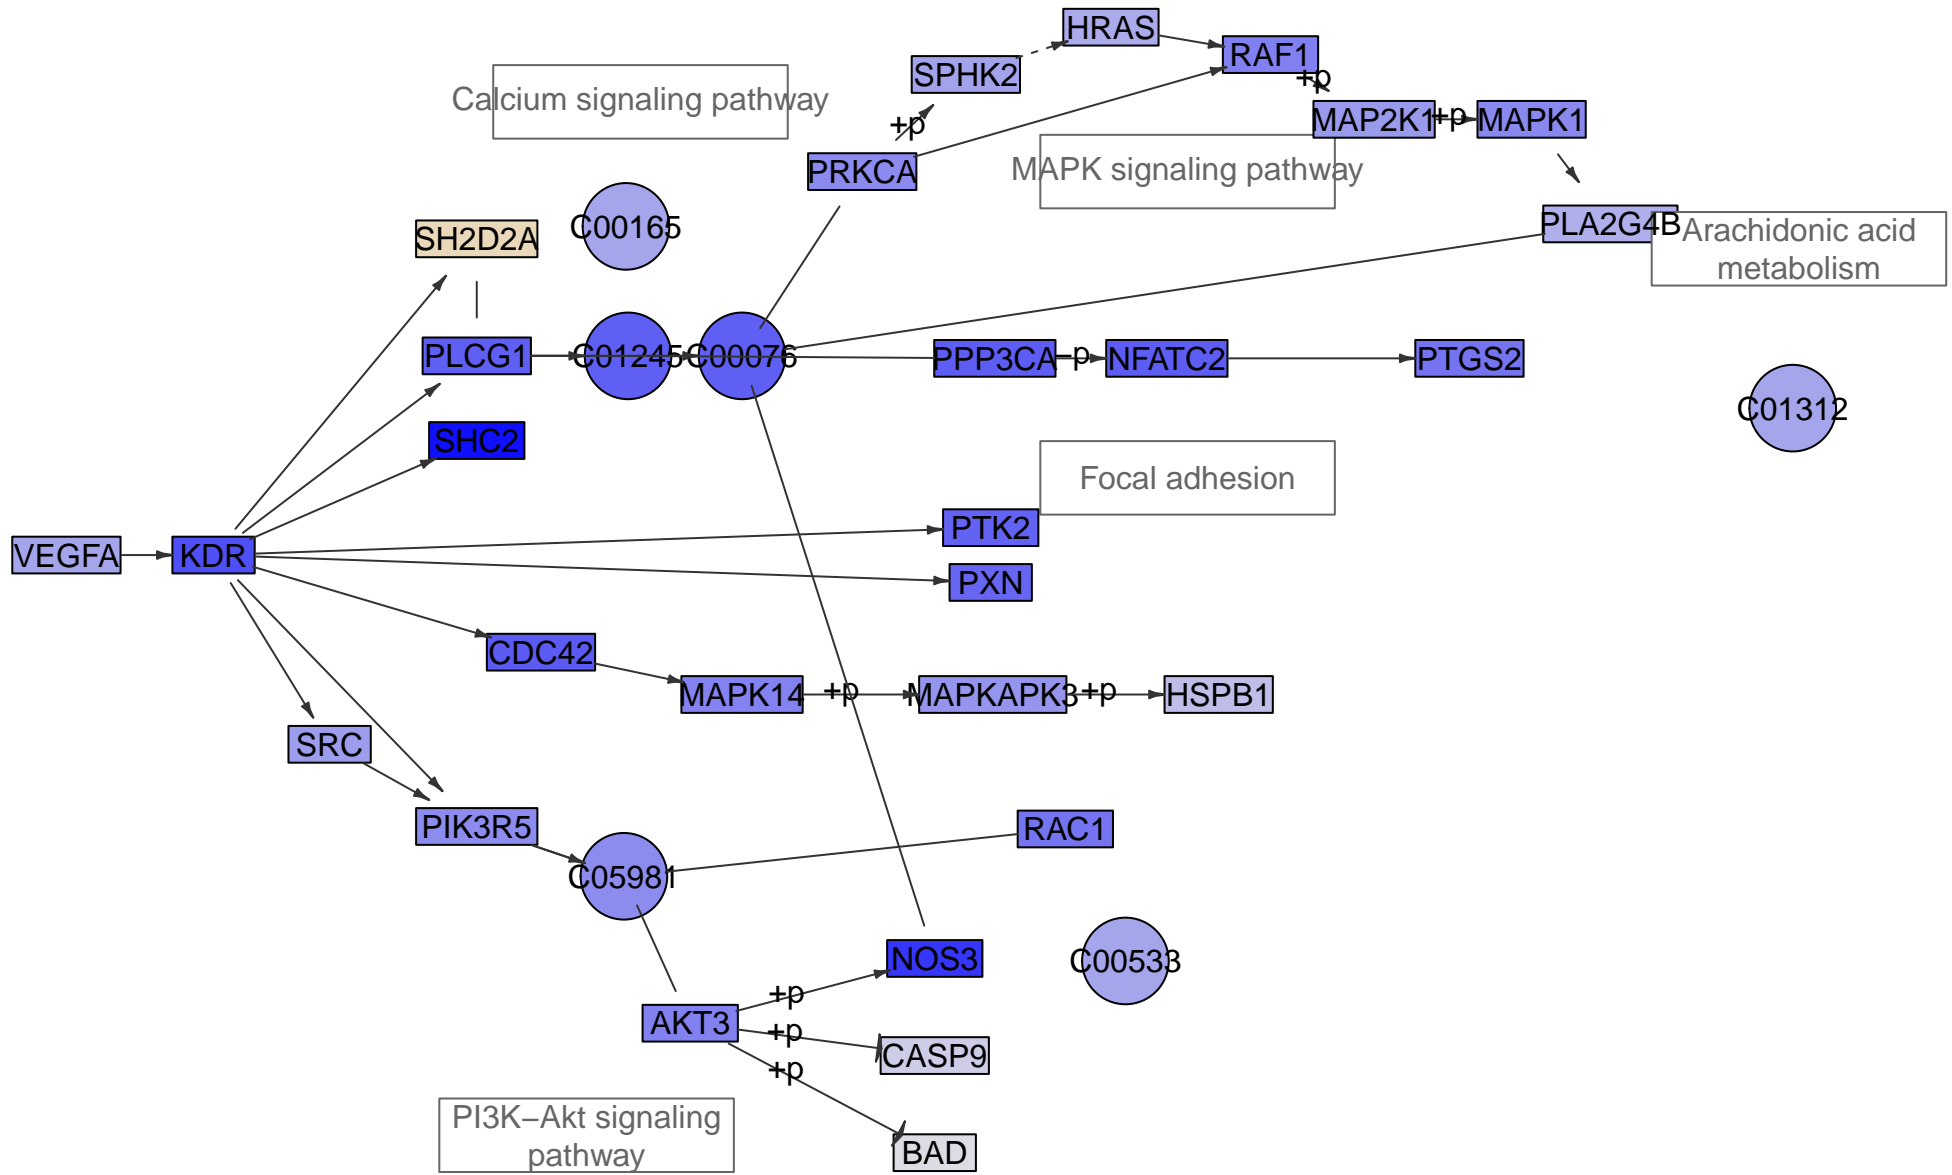 HRAS
RAF1
SPHK2
+p
Calcium signaling pathway
+p
MAP2K1
+p
MAPK1
PRKCA
MAPK signaling pathway
C00165
SH2D2A
PLA2G4B
Arachidonic acid
metabolism
PLCG1
C01245
C00076
PPP3CA
−p
NFATC2
PTGS2
C01312
SHC2
Focal adhesion
PTK2
VEGFA
KDR
PXN
CDC42
MAPK14
+p
MAPKAPK3
+p
HSPB1
SRC
PIK3R5
RAC1
C05981
NOS3
C00533
+p
AKT3
+p
CASP9
+p
PI3K−Akt signaling
pathway
BAD